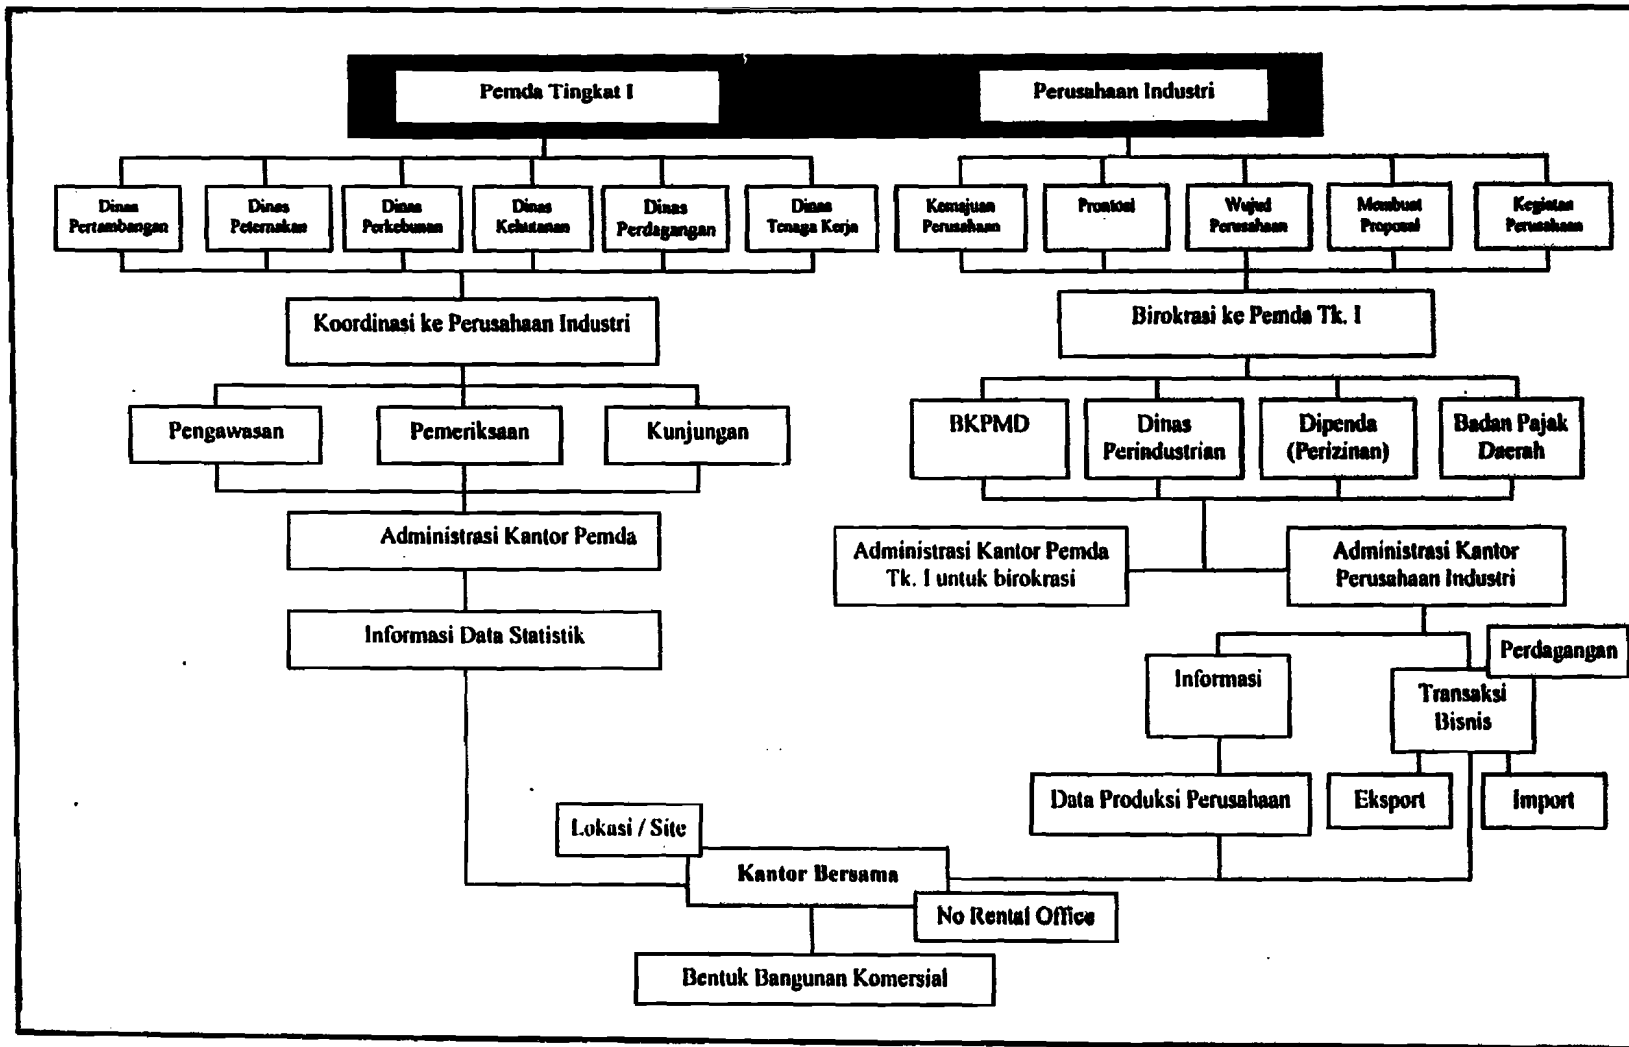 Pemda Tingkat I
Perusahaan Industri
Dinas
Pertambangan
Dinas
Peternakan
Dinas
Perkebunan
Dinas
Kehutanan
Dinas
Perdagangan
Dinas
Tenaga Kerja
Kemajuan
Perusahaan
Promosi
Wujud
Perusahaan
Membuat
Proposal
Kegiatan
Perusahaan
Koordinasi ke Perusahaan Industri
Birokrasi ke Pemda Tk. I
Pengawasan
Pemeriksaan
Kunjungan
BKPMD
Dinas
Perindustrian
Dipenda
(Perizinan)
Badan Pajak
Daerah
Administrasi Kantor Pemda
Administrasi Kantor Pemda
Tk. I untuk birokrasi
Administrasi Kantor
Perusahaan Industri
Informasi Data Statistik
Perdagangan
Informasi
Transaksi
Bisnis
Data Produksi Perusahaan
Eksport
Import
Lokasi / Site
Kantor Bersama
No Rental Office
Bentuk Bangunan Komersial